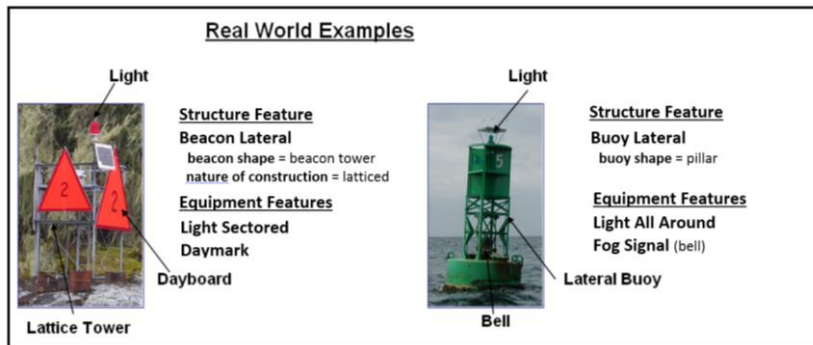 Real World Examples
Light
Structure Feature
Beacon Lateral
beacon shape = beacon tower
nature of construction = latticed
Equipment Features
Light Sectored
Daymark
2
2
Dayboard
Lattice Tower
Light
Structure Feature
Buoy Lateral
buoy shape = pillar
Equipment Features
Light All Around
Fog Signal (bell)
5
Lateral Buoy
Bell